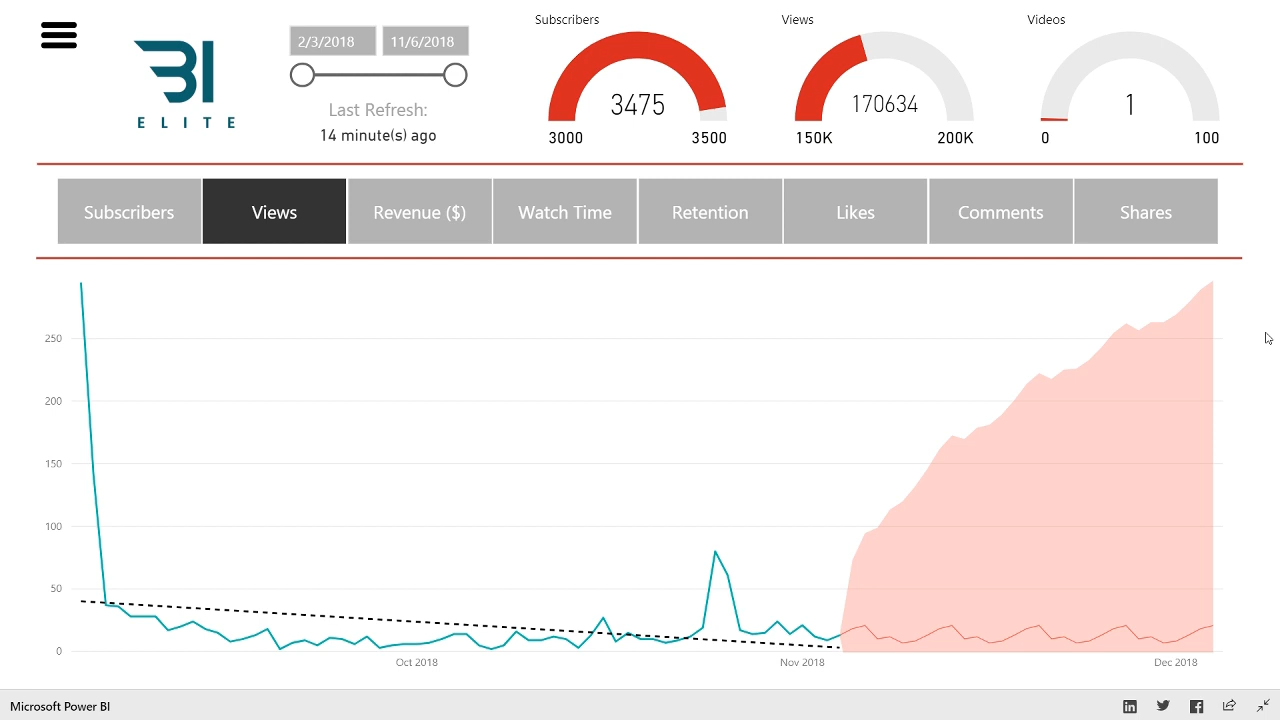 Subscribers
Views
Videos
2/3/2018
11/6/2018
3475
170634
1
ELITE
Last Refresh:
14 minute(s) ago
3000
3500
150K
200K
0
100
Subscribers
Views
Revenue ($)
Watch Time
Retention
Likes
Comments
Shares
250
200
150
100
50
0
Oct 2018
Nov 2018
Dec 2018
Microsoft Power BI